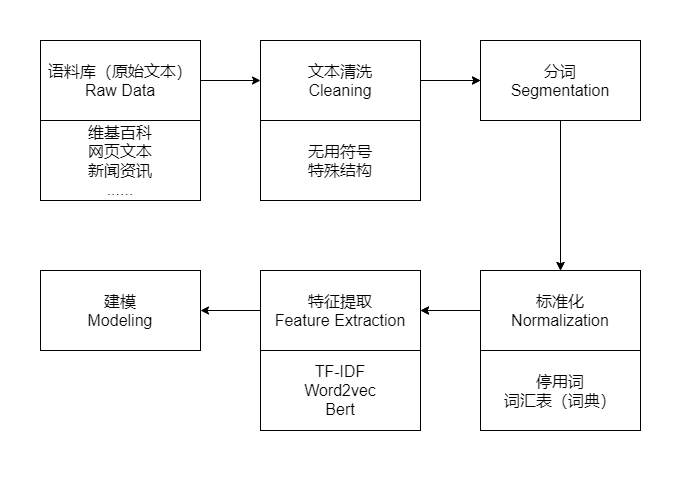 语料库（原始文本）
Raw Data
维基百科
网页文本
新闻资讯
……
文本清洗
Cleaning
无用符号
特殊结构
分词
Segmentation
标准化
Normalization
停用词
词汇表（词典）
特征提取
Feature Extraction
TF-IDF
Word2vec
Bert
建模
Modeling